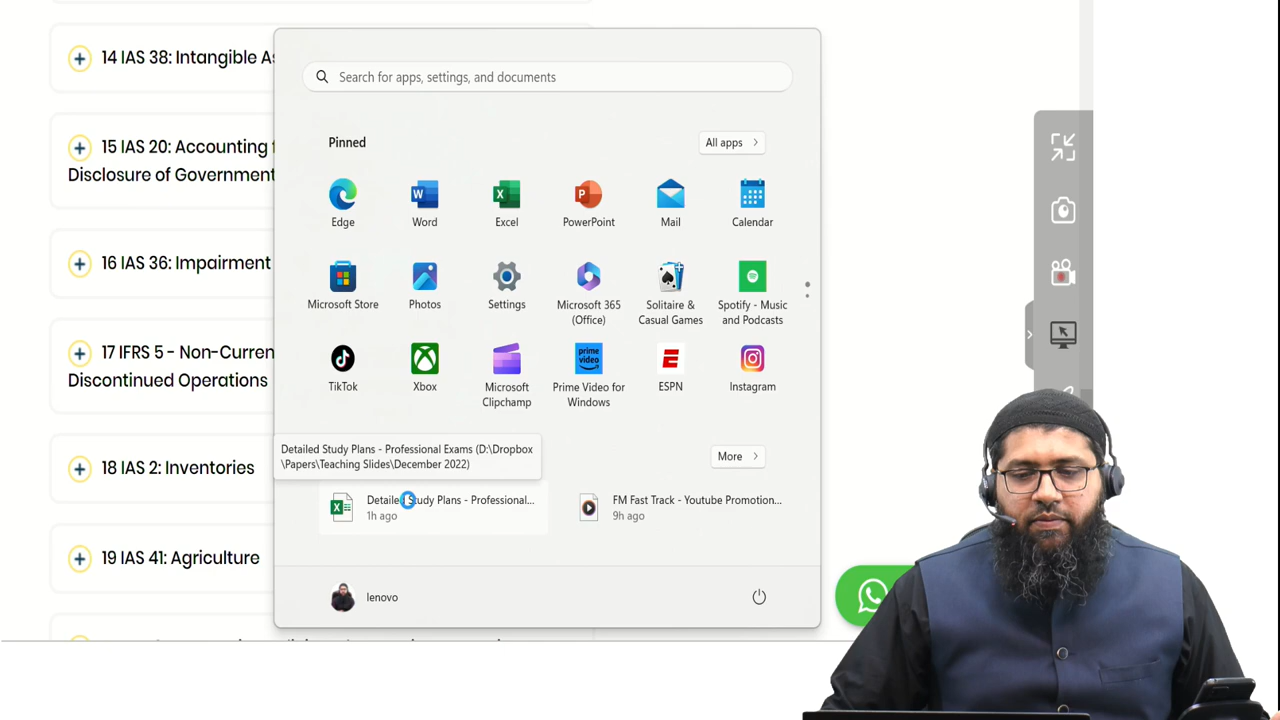 14 IAS 38: Intangible As
15 IAS 20: Accounting f
Disclosure of Government
16 IAS 36: Impairment
17 IFRS 5 - Non-Curren
Discontinued Operations
18 IAS 2: Inventories
19 IAS 41: Agriculture
Search for apps, settings, and documents
Pinned
All apps
Edge
Word
Excel
PowerPoint
Mail
Calendar
Microsoft Store
Photos
Settings
Microsoft 365
(Office)
Solitaire &
Casual Games
Spotify - Music
and Podcasts
TikTok
Xbox
Microsoft
Clipchamp
prime
video
Prime Video for
Windows
ESPN
Instagram
Detailed Study Plans - Professional Exams (D:\Dropbox
\Papers\Teaching Slides\December 2022)
More
Detailed Study Plans - Professional...
1h ago
FM Fast Track - Youtube Promotion...
9h ago
lenovo